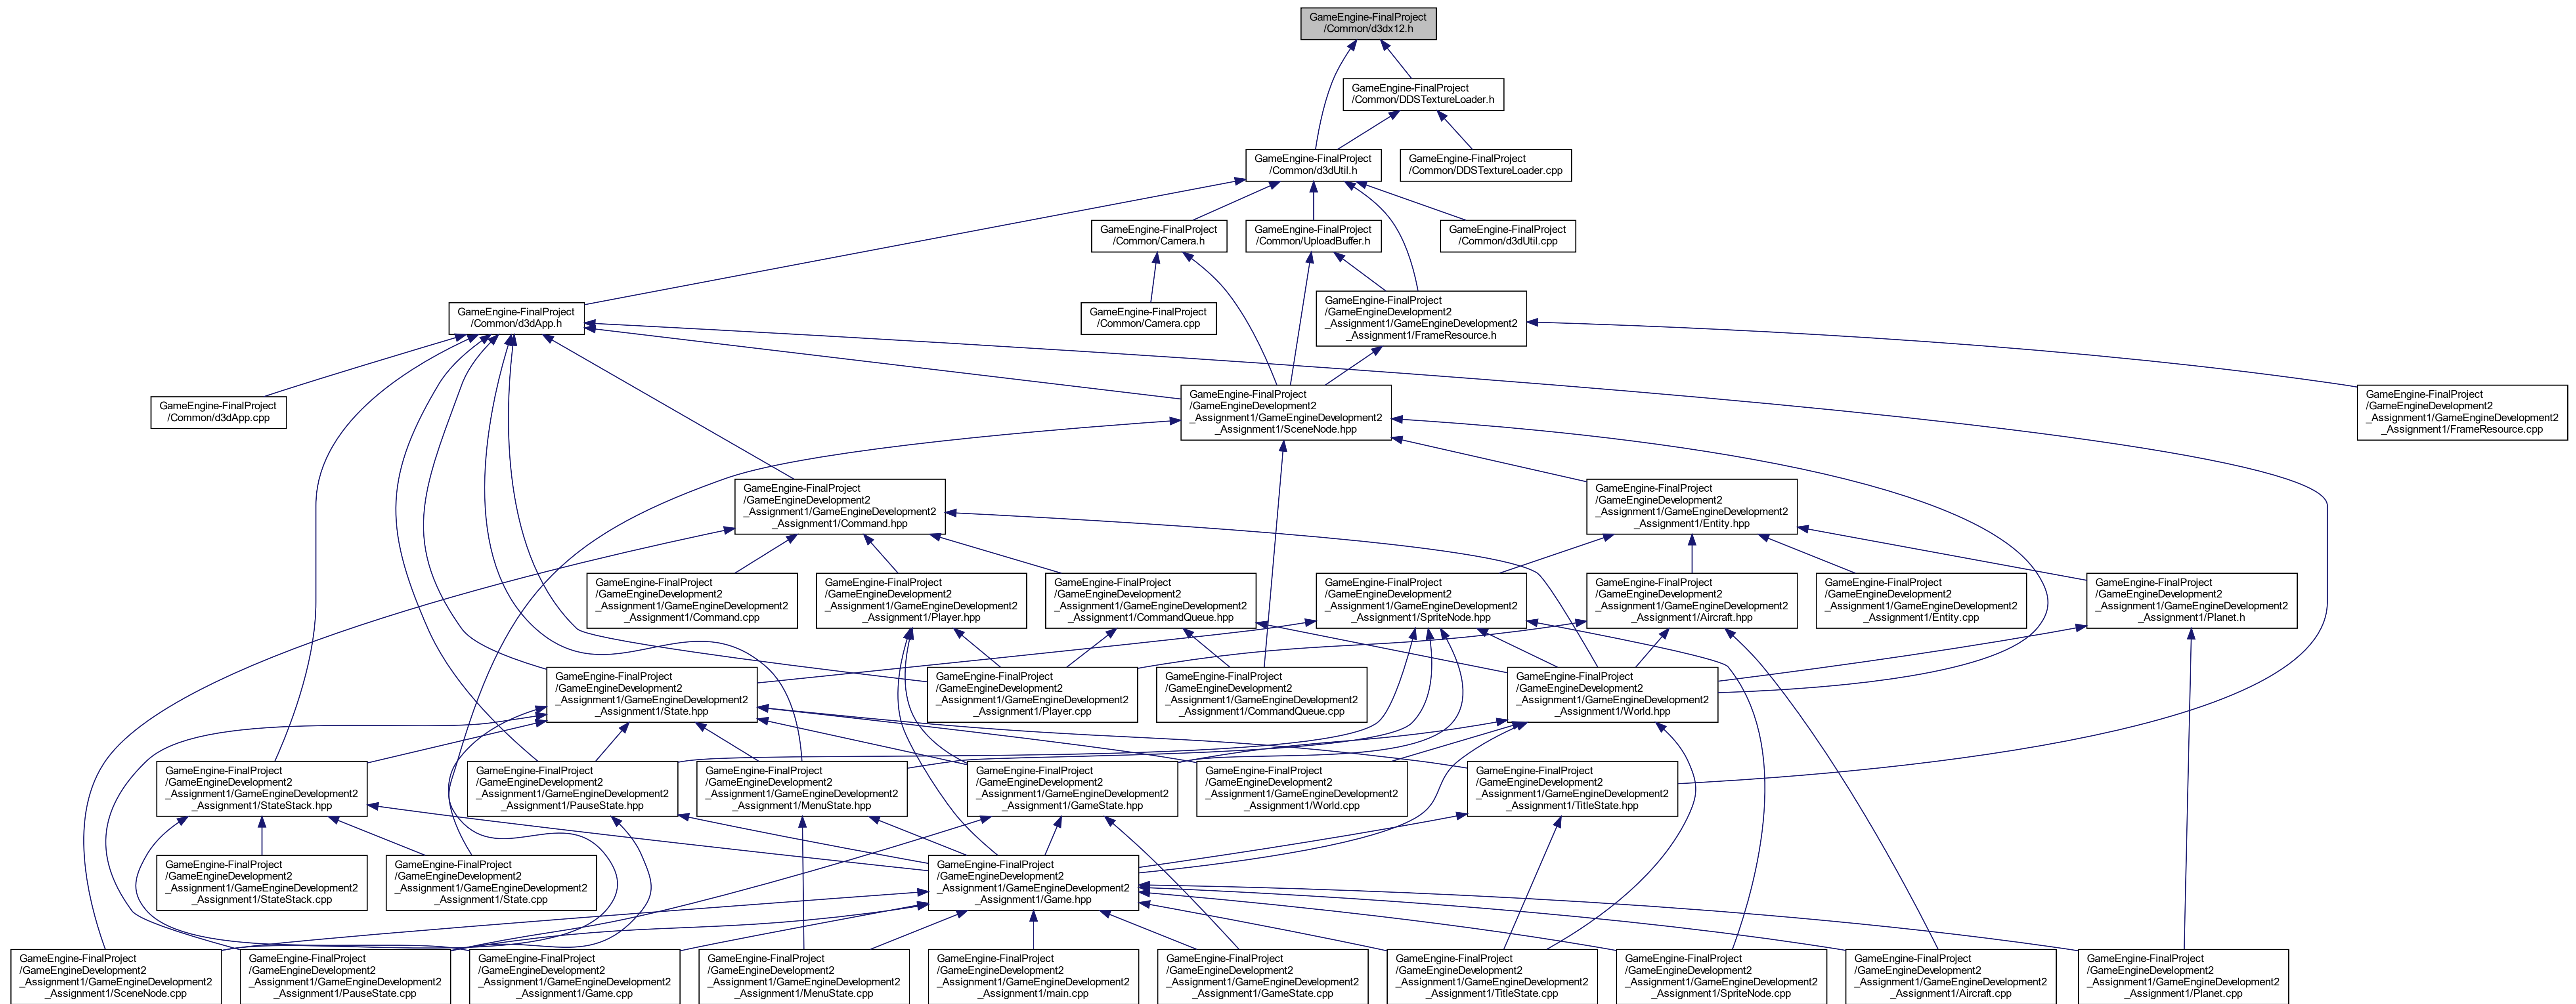 GameEngine-FinalProject
/Common/d3dx12.h
GameEngine-FinalProject
/Common/DDSTextureLoader.h
GameEngine-FinalProject
/Common/d3dUtil.h
GameEngine-FinalProject
/Common/DDSTextureLoader.cpp
GameEngine-FinalProject
/Common/Camera.h
GameEngine-FinalProject
/Common/UploadBuffer.h
GameEngine-FinalProject
/Common/d3dUtil.cpp
GameEngine-FinalProject
/Common/d3dApp.h
GameEngine-FinalProject
/Common/Camera.cpp
GameEngine-FinalProject
/GameEngineDevelopment2
_Assignment1/GameEngineDevelopment2
_Assignment1/FrameResource.h
GameEngine-FinalProject
/Common/d3dApp.cpp
GameEngine-FinalProject
/GameEngineDevelopment2
_Assignment1/GameEngineDevelopment2
_Assignment1/SceneNode.hpp
GameEngine-FinalProject
/GameEngineDevelopment2
_Assignment1/GameEngineDevelopment2
_Assignment1/FrameResource.cpp
GameEngine-FinalProject
/GameEngineDevelopment2
_Assignment1/GameEngineDevelopment2
_Assignment1/Command.hpp
GameEngine-FinalProject
/GameEngineDevelopment2
_Assignment1/GameEngineDevelopment2
_Assignment1/Entity.hpp
GameEngine-FinalProject
/GameEngineDevelopment2
_Assignment1/GameEngineDevelopment2
_Assignment1/Command.cpp
GameEngine-FinalProject
/GameEngineDevelopment2
_Assignment1/GameEngineDevelopment2
_Assignment1/Player.hpp
GameEngine-FinalProject
/GameEngineDevelopment2
_Assignment1/GameEngineDevelopment2
_Assignment1/CommandQueue.hpp
GameEngine-FinalProject
/GameEngineDevelopment2
_Assignment1/GameEngineDevelopment2
_Assignment1/SpriteNode.hpp
GameEngine-FinalProject
/GameEngineDevelopment2
_Assignment1/GameEngineDevelopment2
_Assignment1/Aircraft.hpp
GameEngine-FinalProject
/GameEngineDevelopment2
_Assignment1/GameEngineDevelopment2
_Assignment1/Entity.cpp
GameEngine-FinalProject
/GameEngineDevelopment2
_Assignment1/GameEngineDevelopment2
_Assignment1/Planet.h
GameEngine-FinalProject
/GameEngineDevelopment2
_Assignment1/GameEngineDevelopment2
_Assignment1/State.hpp
GameEngine-FinalProject
/GameEngineDevelopment2
_Assignment1/GameEngineDevelopment2
_Assignment1/Player.cpp
GameEngine-FinalProject
/GameEngineDevelopment2
_Assignment1/GameEngineDevelopment2
_Assignment1/CommandQueue.cpp
GameEngine-FinalProject
/GameEngineDevelopment2
_Assignment1/GameEngineDevelopment2
_Assignment1/World.hpp
GameEngine-FinalProject
/GameEngineDevelopment2
_Assignment1/GameEngineDevelopment2
_Assignment1/StateStack.hpp
GameEngine-FinalProject
/GameEngineDevelopment2
_Assignment1/GameEngineDevelopment2
_Assignment1/PauseState.hpp
GameEngine-FinalProject
/GameEngineDevelopment2
_Assignment1/GameEngineDevelopment2
_Assignment1/MenuState.hpp
GameEngine-FinalProject
/GameEngineDevelopment2
_Assignment1/GameEngineDevelopment2
_Assignment1/GameState.hpp
GameEngine-FinalProject
/GameEngineDevelopment2
_Assignment1/GameEngineDevelopment2
_Assignment1/World.cpp
GameEngine-FinalProject
/GameEngineDevelopment2
_Assignment1/GameEngineDevelopment2
_Assignment1/TitleState.hpp
GameEngine-FinalProject
/GameEngineDevelopment2
_Assignment1/GameEngineDevelopment2
_Assignment1/StateStack.cpp
GameEngine-FinalProject
/GameEngineDevelopment2
_Assignment1/GameEngineDevelopment2
_Assignment1/State.cpp
GameEngine-FinalProject
/GameEngineDevelopment2
_Assignment1/GameEngineDevelopment2
_Assignment1/Game.hpp
GameEngine-FinalProject
/GameEngineDevelopment2
_Assignment1/GameEngineDevelopment2
_Assignment1/SceneNode.cpp
GameEngine-FinalProject
/GameEngineDevelopment2
_Assignment1/GameEngineDevelopment2
_Assignment1/PauseState.cpp
GameEngine-FinalProject
/GameEngineDevelopment2
_Assignment1/GameEngineDevelopment2
_Assignment1/Game.cpp
GameEngine-FinalProject
/GameEngineDevelopment2
_Assignment1/GameEngineDevelopment2
_Assignment1/MenuState.cpp
GameEngine-FinalProject
/GameEngineDevelopment2
_Assignment1/GameEngineDevelopment2
_Assignment1/main.cpp
GameEngine-FinalProject
/GameEngineDevelopment2
_Assignment1/GameEngineDevelopment2
_Assignment1/GameState.cpp
GameEngine-FinalProject
/GameEngineDevelopment2
_Assignment1/GameEngineDevelopment2
_Assignment1/TitleState.cpp
GameEngine-FinalProject
/GameEngineDevelopment2
_Assignment1/GameEngineDevelopment2
_Assignment1/SpriteNode.cpp
GameEngine-FinalProject
/GameEngineDevelopment2
_Assignment1/GameEngineDevelopment2
_Assignment1/Aircraft.cpp
GameEngine-FinalProject
/GameEngineDevelopment2
_Assignment1/GameEngineDevelopment2
_Assignment1/Planet.cpp